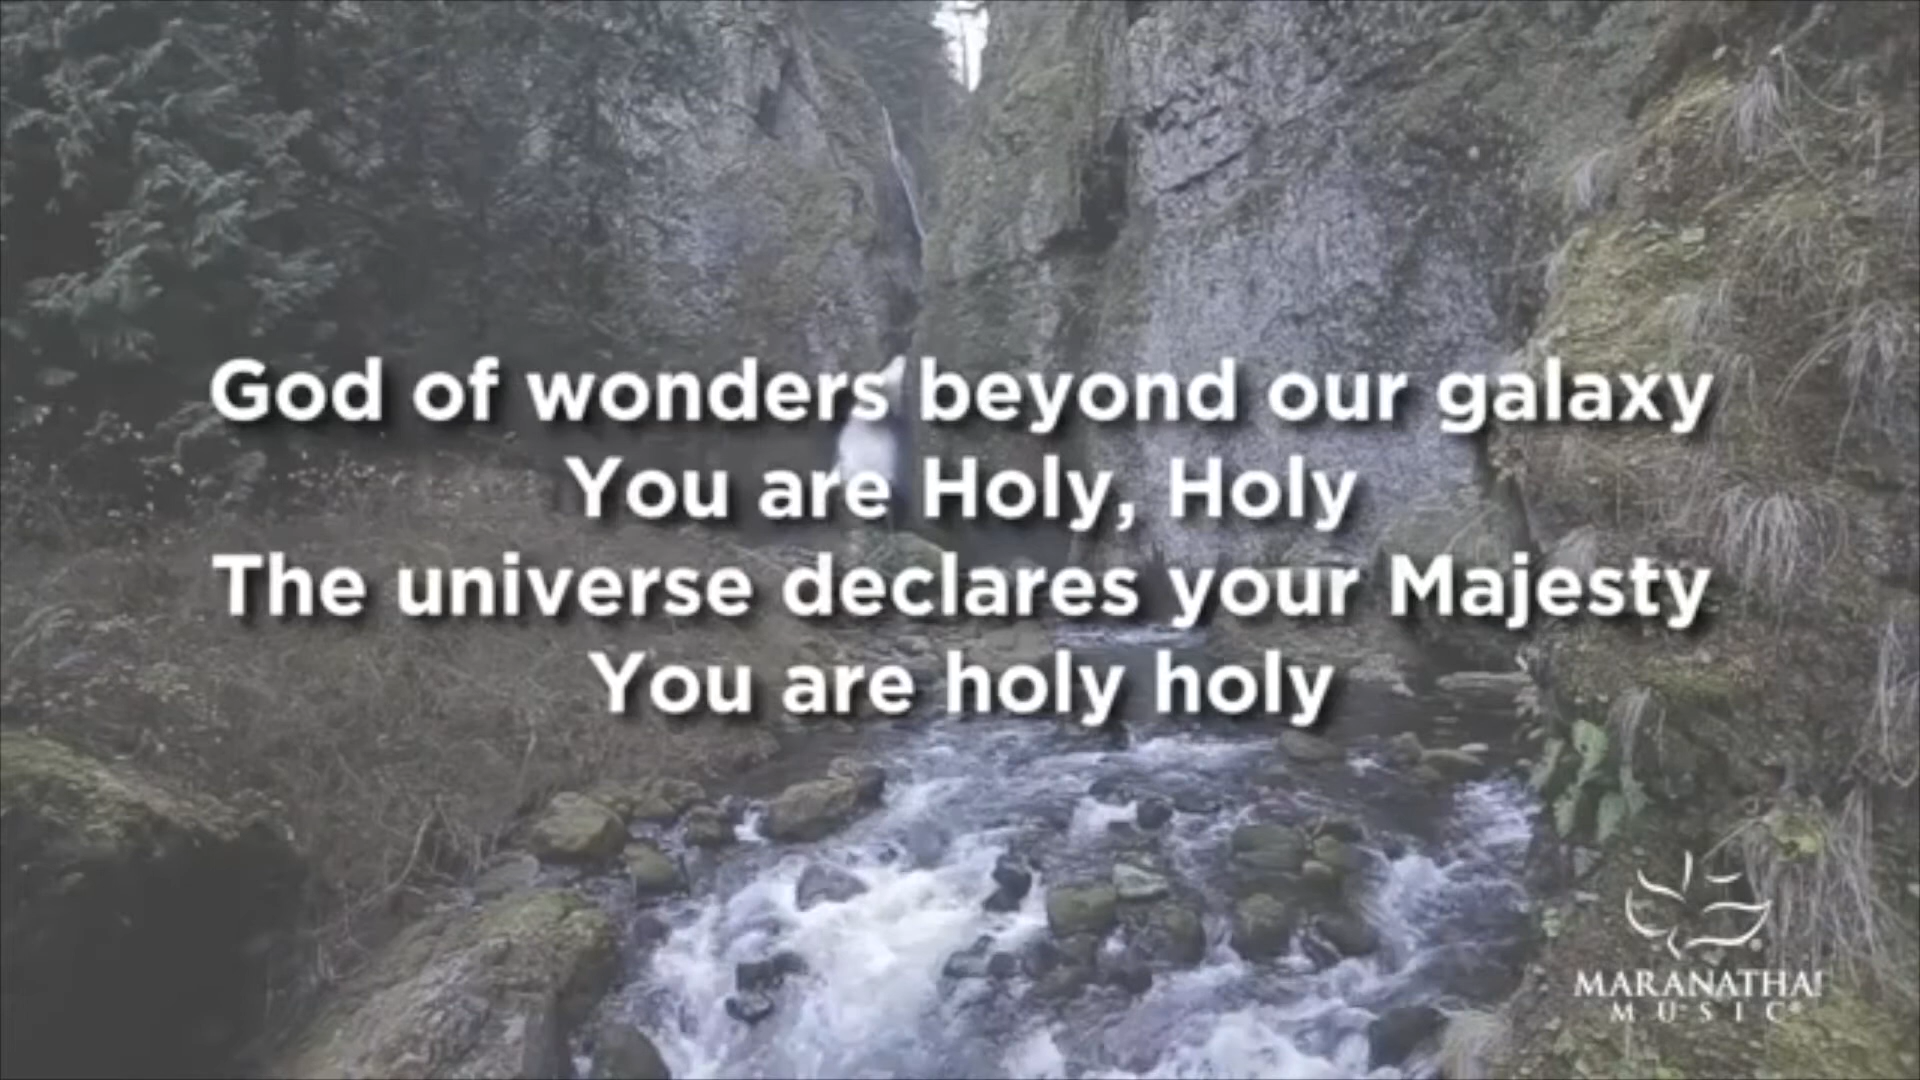 God of wonders beyond our galaxy
You are Holy, Holy
The universe declares your Majesty
You are holy holy
MARANATHA!
MUSIC®